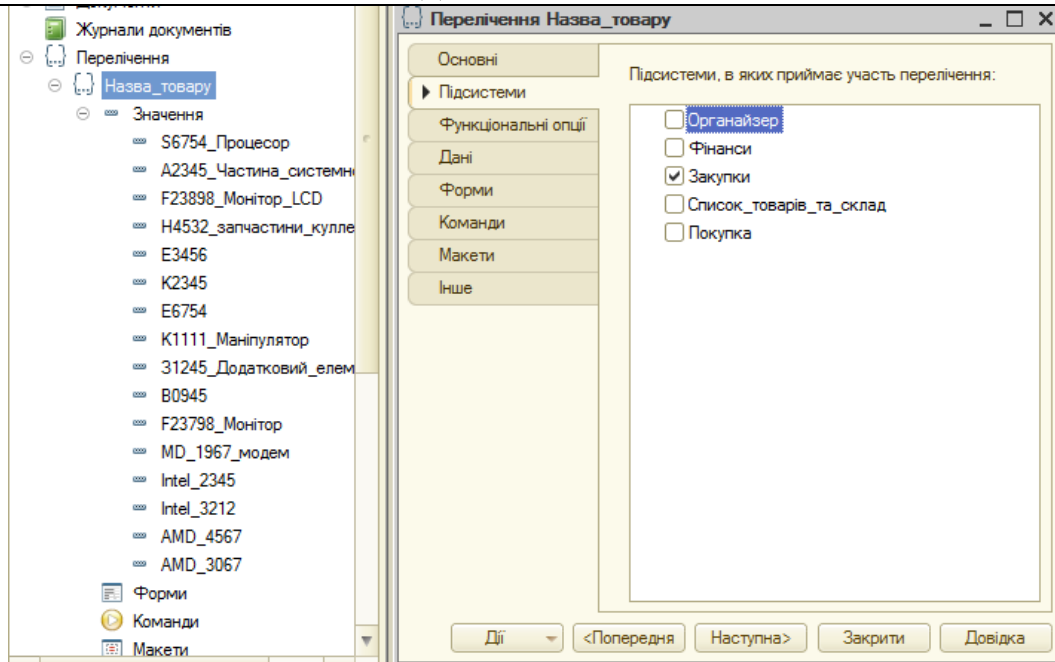 Журнали документів
Перелічення
Назва_товару
Значення
S6754_Процесор
A2345_Частина_системн
F23898_Монітор_LCD
H4532_запчастини_кулле
E3456
K2345
E6754
K1111_Маніпулятор
31245_Додатковий_елем
B0945
F23798_Монітор
MD_1967_модем
Intel_2345
Intel_3212
AMD_4567
AMD_3067
Форми
Команди
Макети
Перелічення Назва_товару
Основні
Підсистеми
Функціональні опції
Дані
Форми
Команди
Макети
Інше
Підсистеми, в яких приймає участь перелічення:
Органайзер
Фінанси
Закупки
Список_товарів_та_склад
Покупка
Дії
<Попередня
Наступна>
Закрити
Довідка